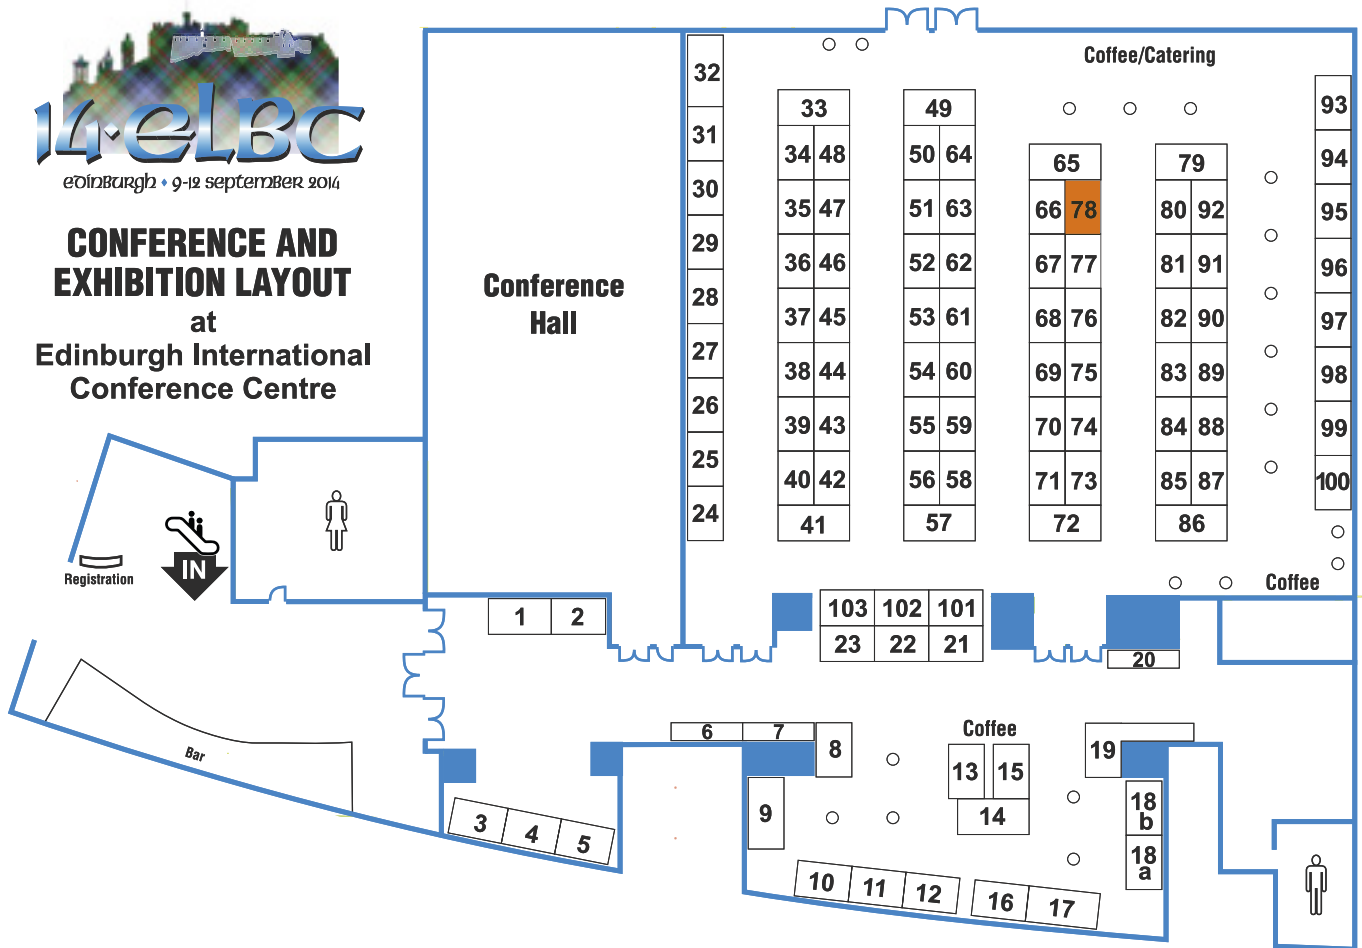 14·eLBC
edinburgh • 9-12 september 2014
CONFERENCE AND
EXHIBITION LAYOUT
at
Edinburgh International
Conference Centre
Conference
Hall
Coffee/Catering
32
31
30
29
28
27
26
25
24
33
34 48
35 47
36 46
37 45
38 44
39 43
40 42
41
49
50 64
51 63
52 62
53 61
54 60
55 59
56 58
57
65
66 78
67 77
68 76
69 75
70 74
71 73
72
79
80 92
81 91
82 90
83 89
84 88
85 87
86
93
94
95
96
97
98
99
100
Coffee
Registration
IN
1 2
103 102 101
23 22 21
20
Bar
3 4 5
6 7
8
9
Coffee
13 15
14
19
18
b
18
a
10 11 12
16 17